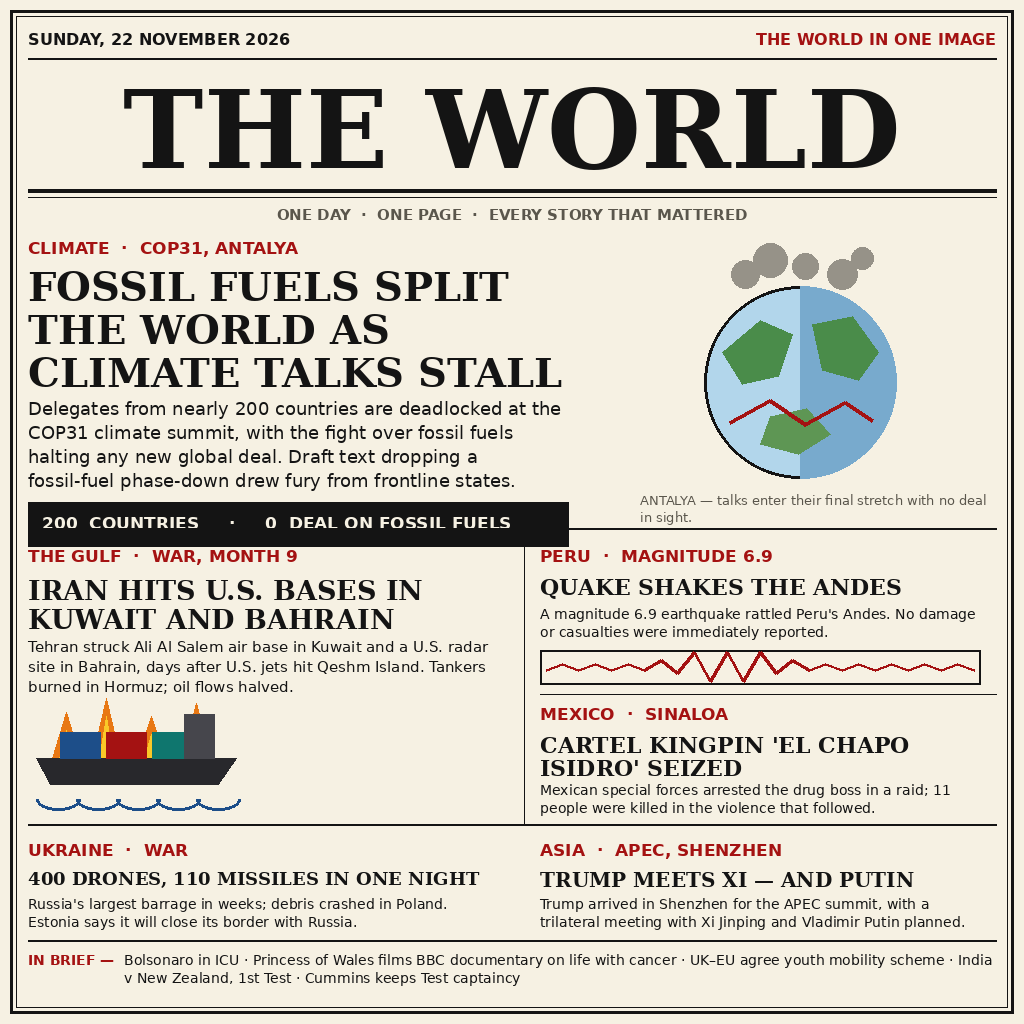 SUNDAY, 22 NOVEMBER 2026
THE WORLD IN ONE IMAGE
THE WORLD
ONE DAY · ONE PAGE · EVERY STORY THAT MATTERED
CLIMATE · COP31, ANTALYA
FOSSIL FUELS SPLIT
THE WORLD AS
CLIMATE TALKS STALL
Delegates from nearly 200 countries are deadlocked at the
COP31 climate summit, with the fight over fossil fuels
halting any new global deal. Draft text dropping a
fossil-fuel phase-down drew fury from frontline states.
200 COUNTRIES · 0 DEAL ON FOSSIL FUELS
ANTALYA — talks enter their final stretch with no deal
in sight.
THE GULF · WAR, MONTH 9
IRAN HITS U.S. BASES IN
KUWAIT AND BAHRAIN
Tehran struck Ali Al Salem air base in Kuwait and a U.S. radar
site in Bahrain, days after U.S. jets hit Qeshm Island. Tankers
burned in Hormuz; oil flows halved.
PERU · MAGNITUDE 6.9
QUAKE SHAKES THE ANDES
A magnitude 6.9 earthquake rattled Peru's Andes. No damage
or casualties were immediately reported.
MEXICO · SINALOA
CARTEL KINGPIN 'EL CHAPO
ISIDRO' SEIZED
Mexican special forces arrested the drug boss in a raid; 11
people were killed in the violence that followed.
UKRAINE · WAR
400 DRONES, 110 MISSILES IN ONE NIGHT
Russia's largest barrage in weeks; debris crashed in Poland.
Estonia says it will close its border with Russia.
ASIA · APEC, SHENZHEN
TRUMP MEETS XI — AND PUTIN
Trump arrived in Shenzhen for the APEC summit, with a
trilateral meeting with Xi Jinping and Vladimir Putin planned.
IN BRIEF — Bolsonaro in ICU · Princess of Wales films BBC documentary on life with cancer · UK–EU agree youth mobility scheme · India
v New Zealand, 1st Test · Cummins keeps Test captaincy